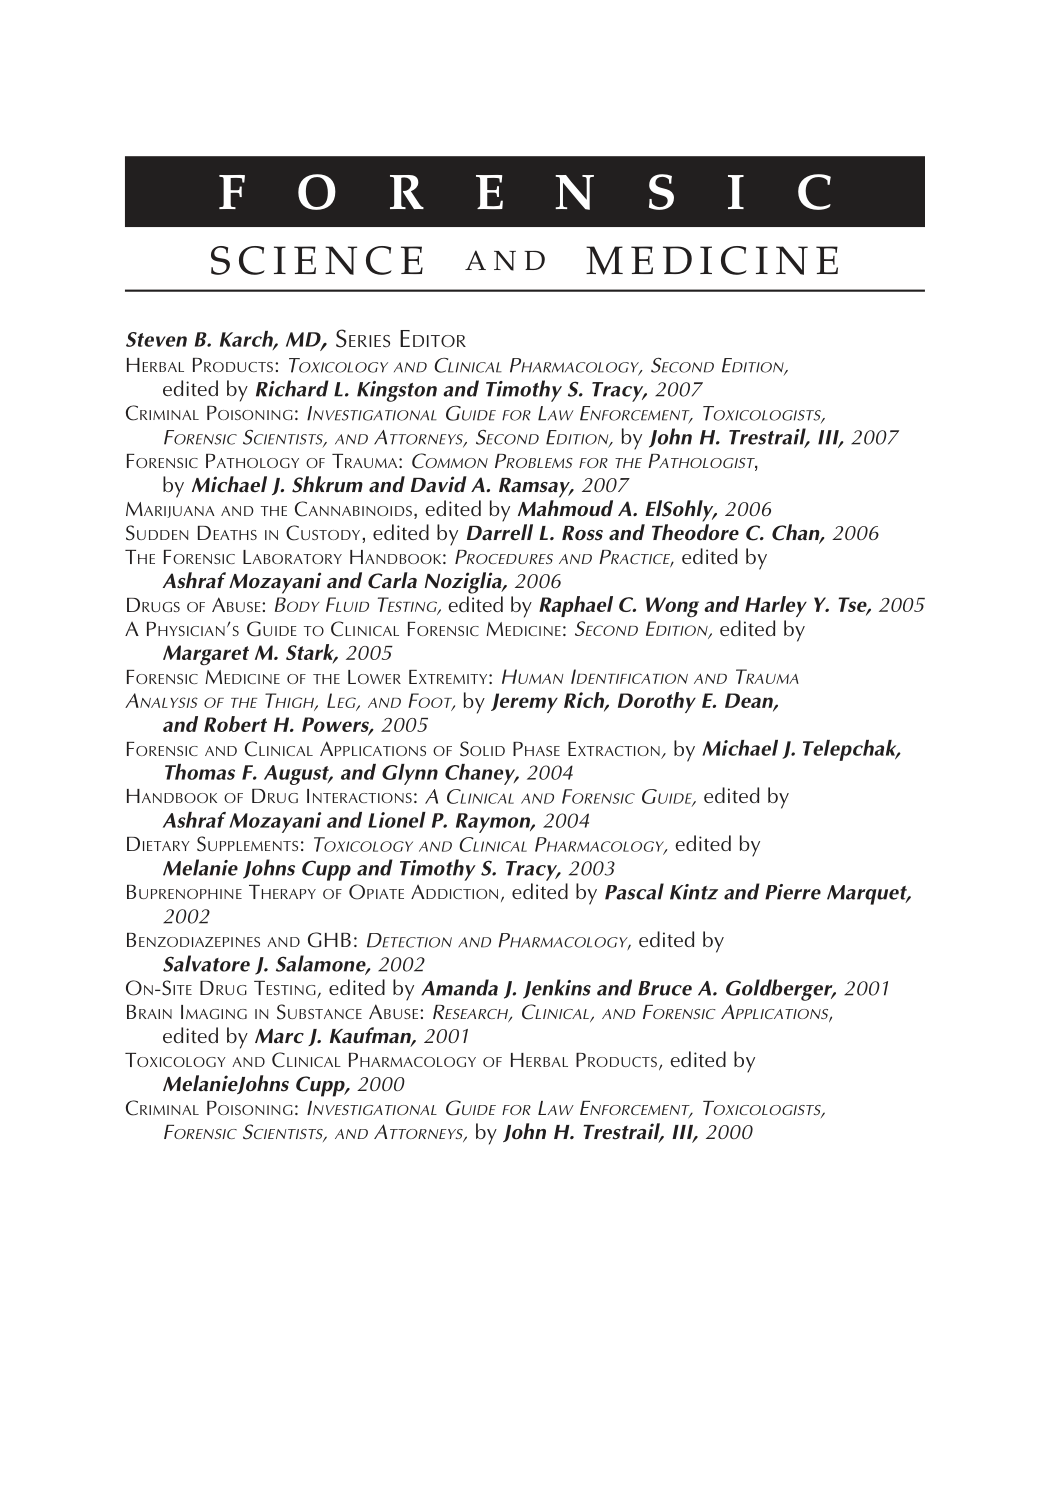 FORENSIC
SCIENCE AND MEDICINE
Steven B. Karch, MD, Series Editor
Herbal Products: Toxicology and Clinical Pharmacology, Second Edition,
edited by Richard L. Kingston and Timothy S. Tracy, 2007
Criminal Poisoning: Investigational Guide for Law Enforcement, Toxicologists,
Forensic Scientists, and Attorneys, Second Edition, by John H. Trestrail, III, 2007
Forensic Pathology of Trauma: Common Problems for the Pathologist,
by Michael J. Shkrum and David A. Ramsay, 2007
Marijuana and the Cannabinoids, edited by Mahmoud A. ElSohly, 2006
Sudden Deaths in Custody, edited by Darrell L. Ross and Theodore C. Chan, 2006
The Forensic Laboratory Handbook: Procedures and Practice, edited by
Ashraf Mozayani and Carla Noziglia, 2006
Drugs of Abuse: Body Fluid Testing, edited by Raphael C. Wong and Harley Y. Tse, 2005
A Physician's Guide to Clinical Forensic Medicine: Second Edition, edited by
Margaret M. Stark, 2005
Forensic Medicine of the Lower Extremity: Human Identification and Trauma
Analysis of the Thigh, Leg, and Foot, by Jeremy Rich, Dorothy E. Dean,
and Robert H. Powers, 2005
Forensic and Clinical Applications of Solid Phase Extraction, by Michael J. Telepchak,
Thomas F. August, and Glynn Chaney, 2004
Handbook of Drug Interactions: A Clinical and Forensic Guide, edited by
Ashraf Mozayani and Lionel P. Raymon, 2004
Dietary Supplements: Toxicology and Clinical Pharmacology, edited by
Melanie Johns Cupp and Timothy S. Tracy, 2003
Buprenophine Therapy of Opiate Addiction, edited by Pascal Kintz and Pierre Marquet,
2002
Benzodiazepines and GHB: Detection and Pharmacology, edited by
Salvatore J. Salamone, 2002
On-Site Drug Testing, edited by Amanda J. Jenkins and Bruce A. Goldberger, 2001
Brain Imaging in Substance Abuse: Research, Clinical, and Forensic Applications,
edited by Marc J. Kaufman, 2001
Toxicology and Clinical Pharmacology of Herbal Products, edited by
MelanieJohns Cupp, 2000
Criminal Poisoning: Investigational Guide for Law Enforcement, Toxicologists,
Forensic Scientists, and Attorneys, by John H. Trestrail, III, 2000